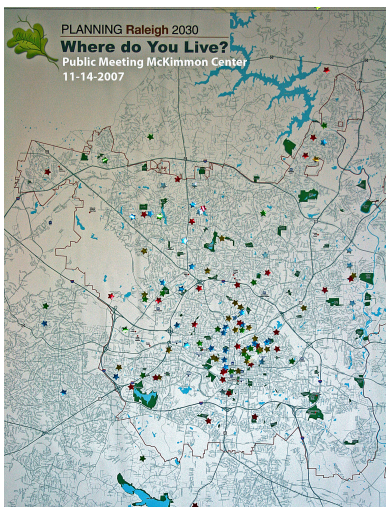 PLANNING Raleigh 2030
Where do You Live?
Public Meeting McKimmon Center
11-14-2007